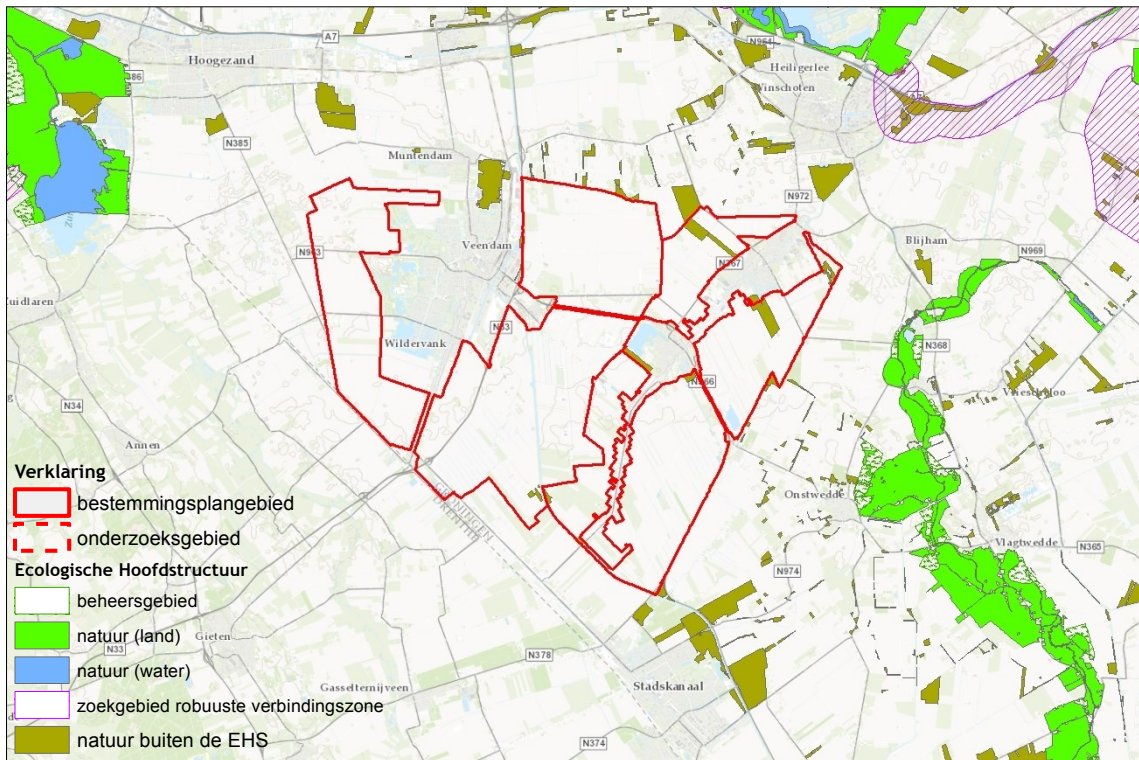 A7
N964
Hoogezand
Heiligerlee
Winschoten
N385
Muntendam
N972
Veendam
N963
N367
Blijham
N969
Zuidlaren
N33
Wildervank
N368
N366
Vriescheloo
N34
Annen
Onstwedde
GRONINGEN
DRENTHE
Vlagtwedde
N365
N974
Gieten
N33
N378
Gasselternijveen
Stadskanaal
N374
Verklaring
bestemmingsplangebied
onderzoeksgebied
Ecologische Hoofdstructuur
beheersgebied
natuur (land)
natuur (water)
zoekgebied robuuste verbindingszone
natuur buiten de EHS